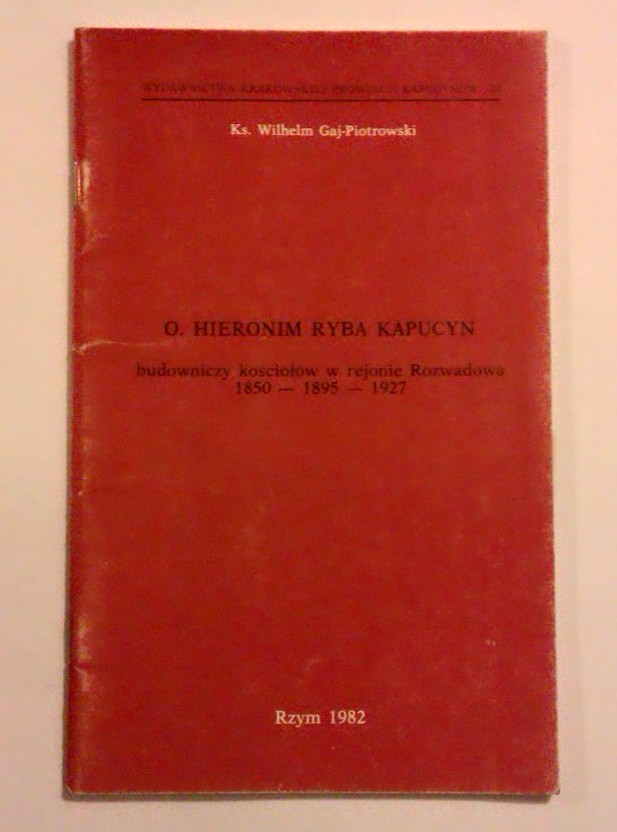 WYDAWNICTWA KRAKOWSKIEJ PROWINCJI KAPUCYNÓW
Ks. Wilhelm Gaj-Piotrowski
O. HIERONIM RYBA KAPUCYN
budowniczy kościołów w rejonie Rozwadowa
1850 — 1895 — 1927
Rzym 1982